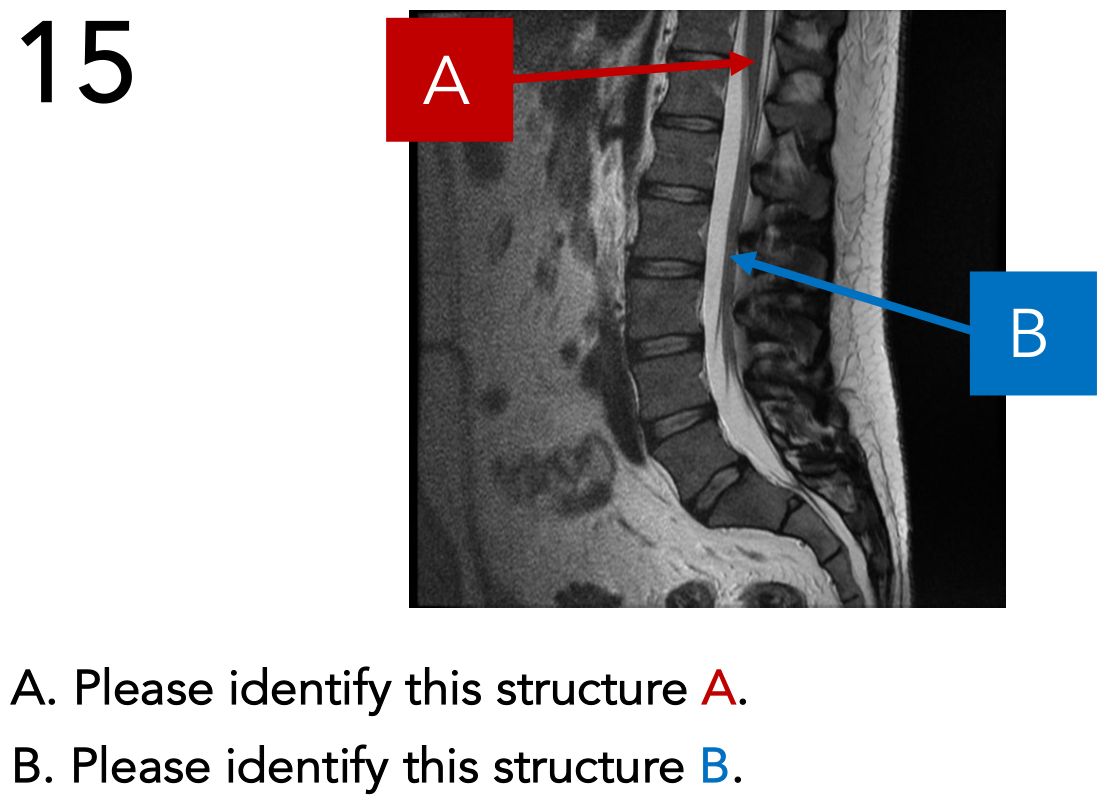 15
A
B
A. Please identify this structure A.
B. Please identify this structure B.